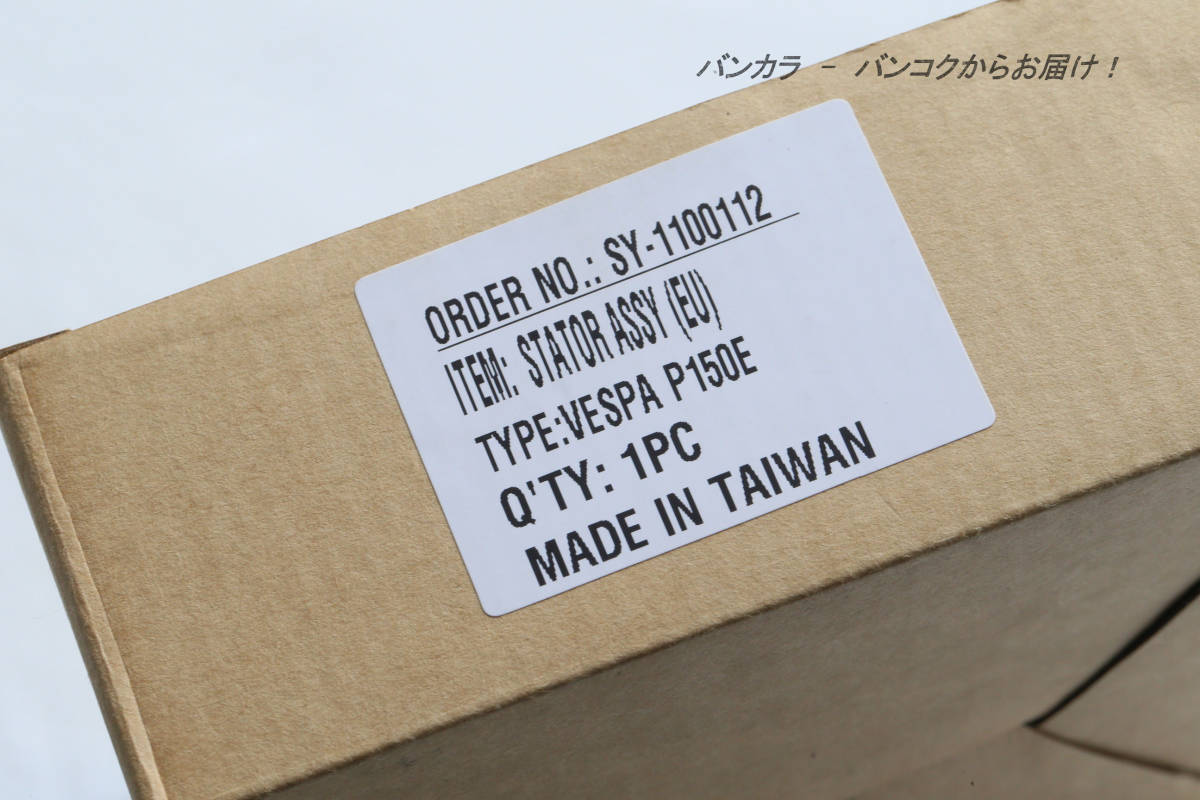 バンカラ － バンコクからお届け！
ORDER NO.: SY-1100112
ITEM: STATOR ASSY (EU)
TYPE:VESPA P150E
Q'TY: 1PC
MADE IN TAIWAN